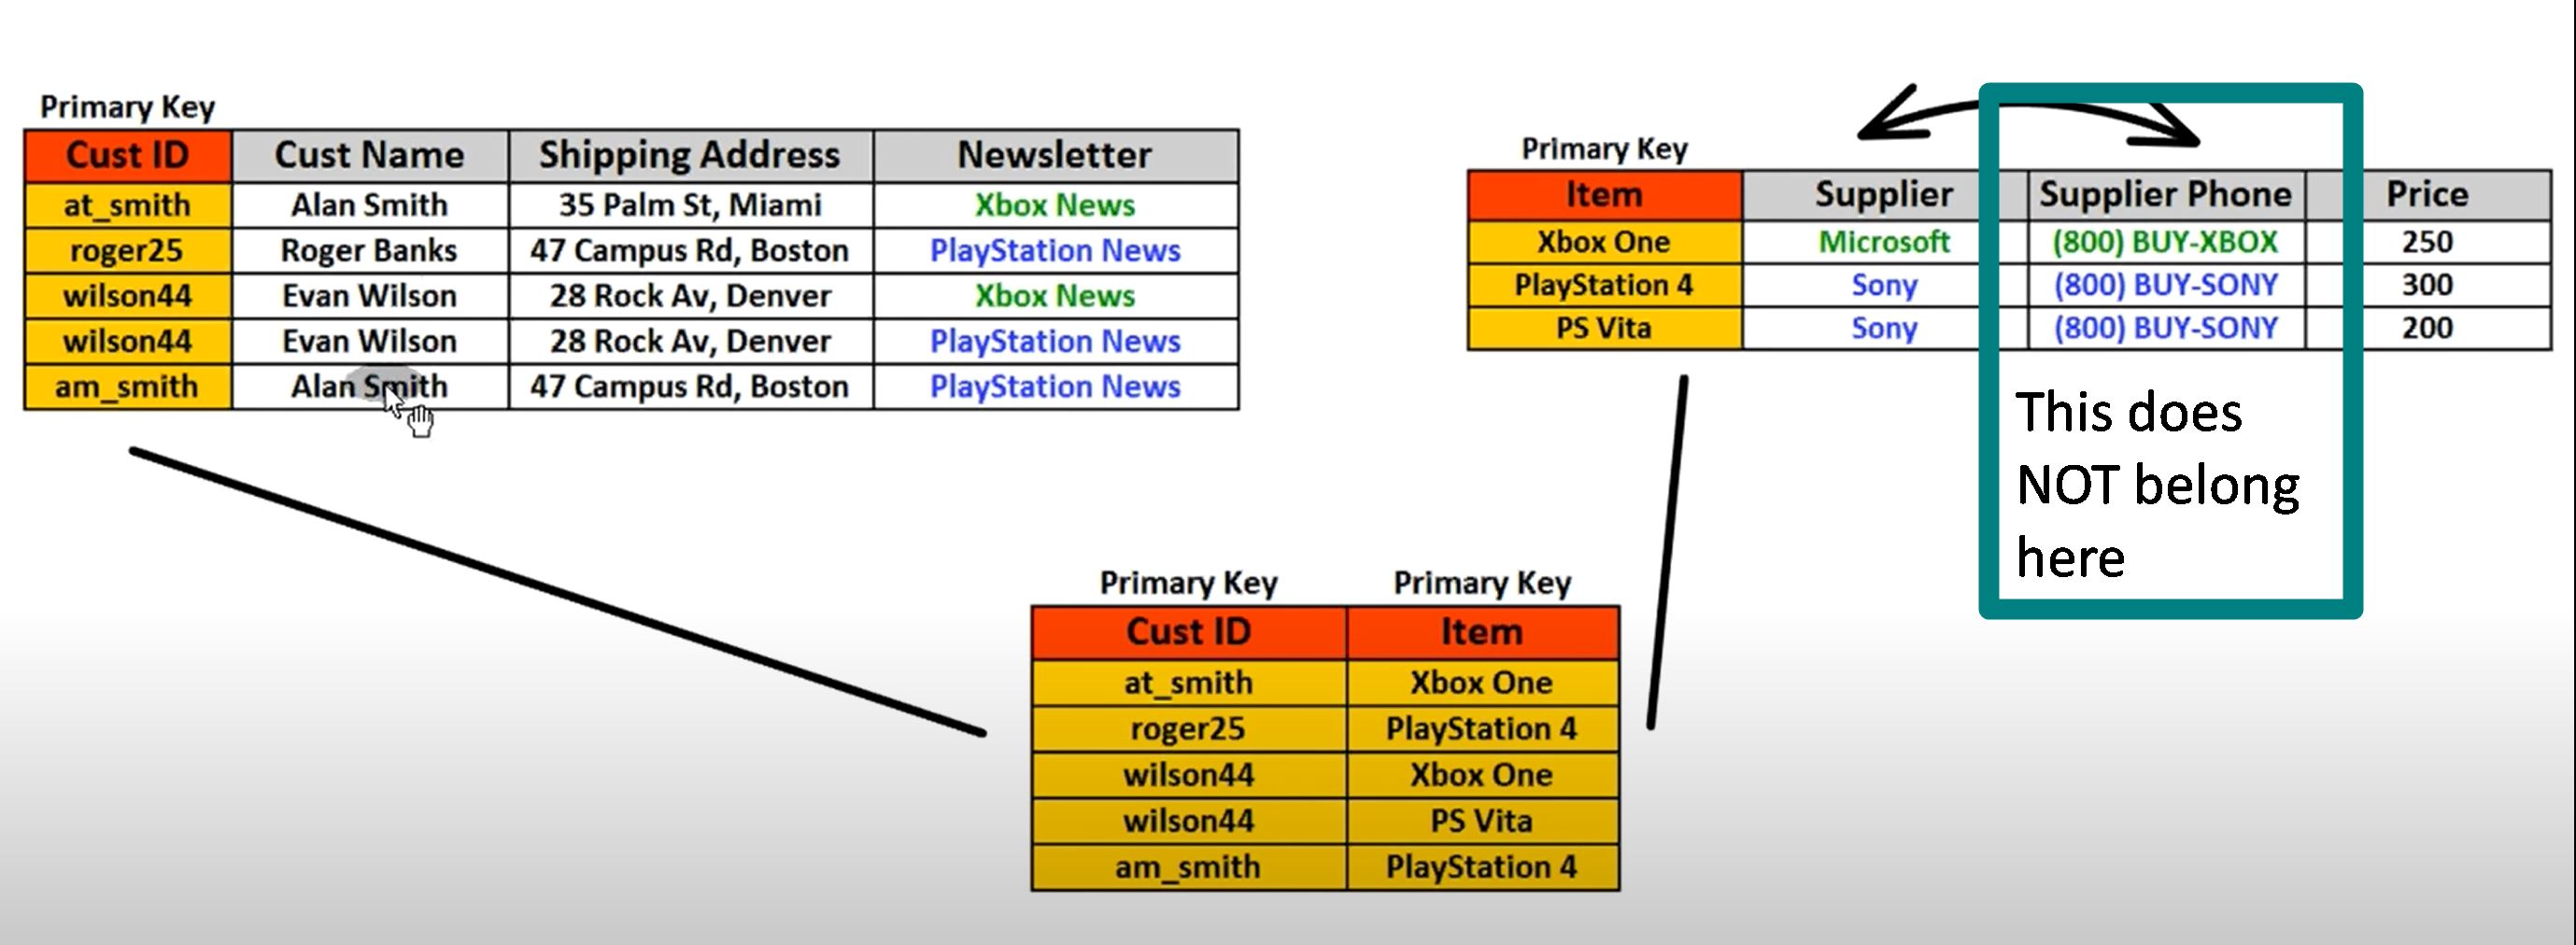 Primary Key
Cust ID Cust Name Shipping Address Newsletter
at_smith Alan Smith 35 Palm St, Miami Xbox News
roger25 Roger Banks 47 Campus Rd, Boston PlayStation News
wilson44 Evan Wilson 28 Rock Av, Denver Xbox News
wilson44 Evan Wilson 28 Rock Av, Denver PlayStation News
am_smith Alan Smith 47 Campus Rd, Boston PlayStation News
Primary Key
Item Supplier Supplier Phone Price
Xbox One Microsoft (800) BUY-XBOX 250
PlayStation 4 Sony (800) BUY-SONY 300
PS Vita Sony (800) BUY-SONY 200
This does
NOT belong
here
Primary Key Primary Key
Cust ID Item
at_smith Xbox One
roger25 PlayStation 4
wilson44 Xbox One
wilson44 PS Vita
am_smith PlayStation 4